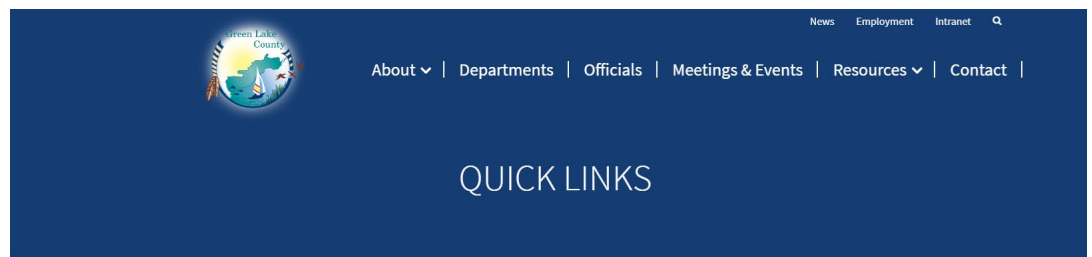 News Employment Intranet
Green Lake
County
About | Departments | Officials | Meetings & Events | Resources | Contact |
QUICK LINKS